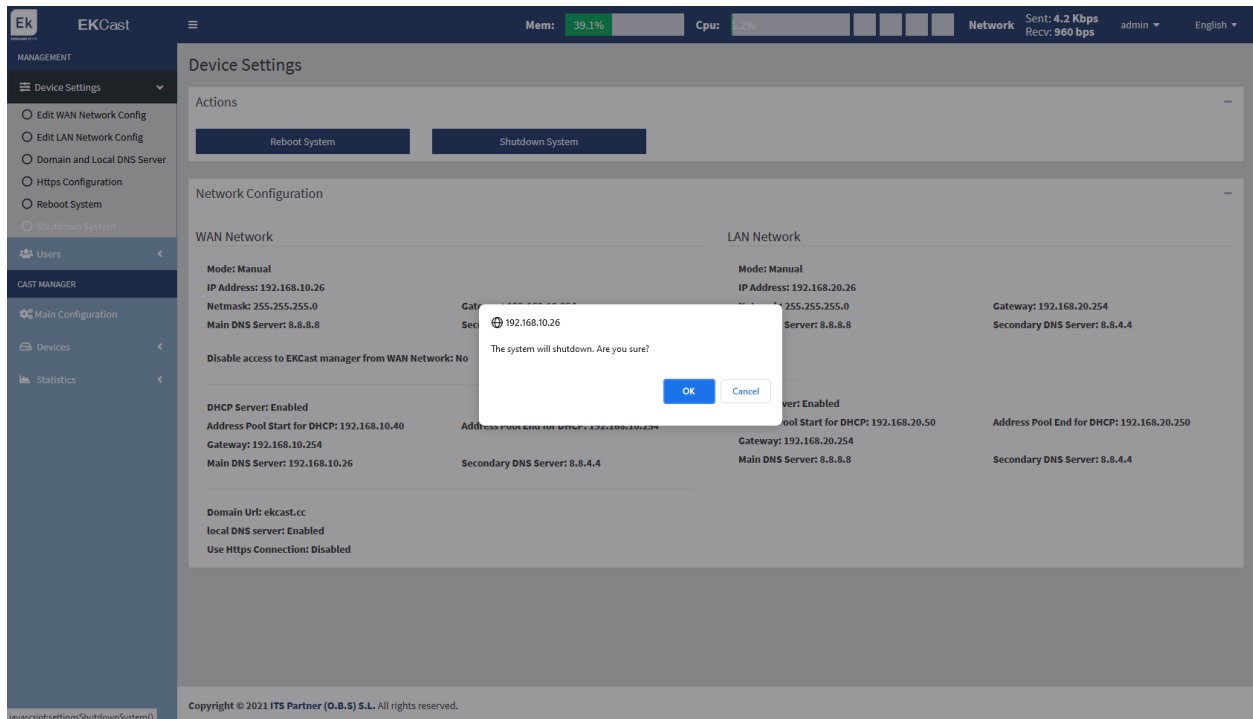 Ek
EKCast
Mem: 39.1%
Cpu: 1.2%
Network
Sent: 4.2 Kbps
Recv: 960 bps
admin
English
MANAGEMENT
Device Settings
Edit WAN Network Config
Edit LAN Network Config
Domain and Local DNS Server
Https Configuration
Reboot System
Shutdown System
Users
CAST MANAGER
Main Configuration
Devices
Statistics
Device Settings
Actions
Reboot System
Shutdown System
Network Configuration
WAN Network
Mode: Manual
IP Address: 192.168.10.26
Netmask: 255.255.255.0
Main DNS Server: 8.8.8.8
Disable access to EKCast manager from WAN Network: No
DHCP Server: Enabled
Address Pool Start for DHCP: 192.168.10.40
Address Pool End for DHCP: 192.168.10.254
Gateway: 192.168.10.254
Main DNS Server: 192.168.10.26
Secondary DNS Server: 8.8.4.4
Domain Url: ekcast.cc
local DNS server: Enabled
Use Https Connection: Disabled
LAN Network
Mode: Manual
IP Address: 192.168.20.26
255.255.255.0
Gateway: 192.168.20.254
Server: 8.8.8.8
Secondary DNS Server: 8.8.4.4
Enabled
Start for DHCP: 192.168.20.50
Address Pool End for DHCP: 192.168.20.250
Gateway: 192.168.20.254
Main DNS Server: 8.8.8.8
Secondary DNS Server: 8.8.4.4
192.168.10.26
The system will shutdown. Are you sure?
OK
Cancel
Copyright © 2021 ITS Partner (O.B.S) S.L. All rights reserved.
javascript:settingsShutdownSystem()